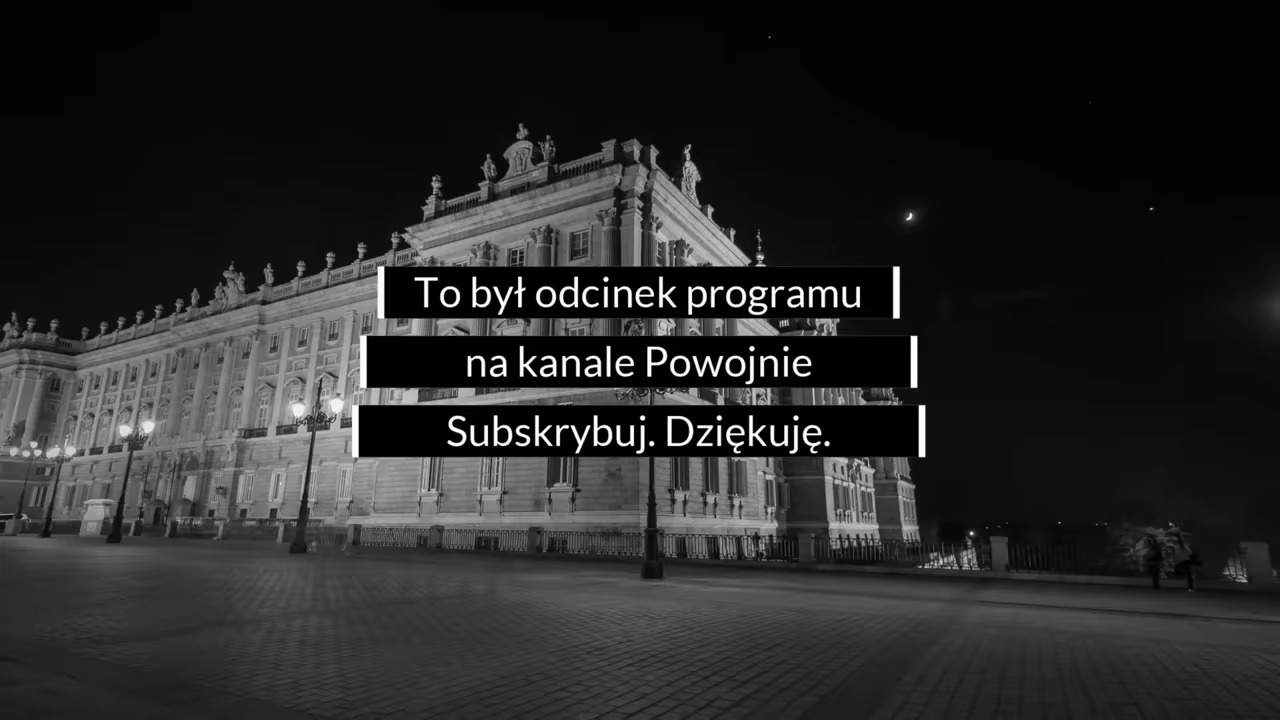 To był odcinek programu
na kanale Powojnie
Subskrybuj. Dziękuję.